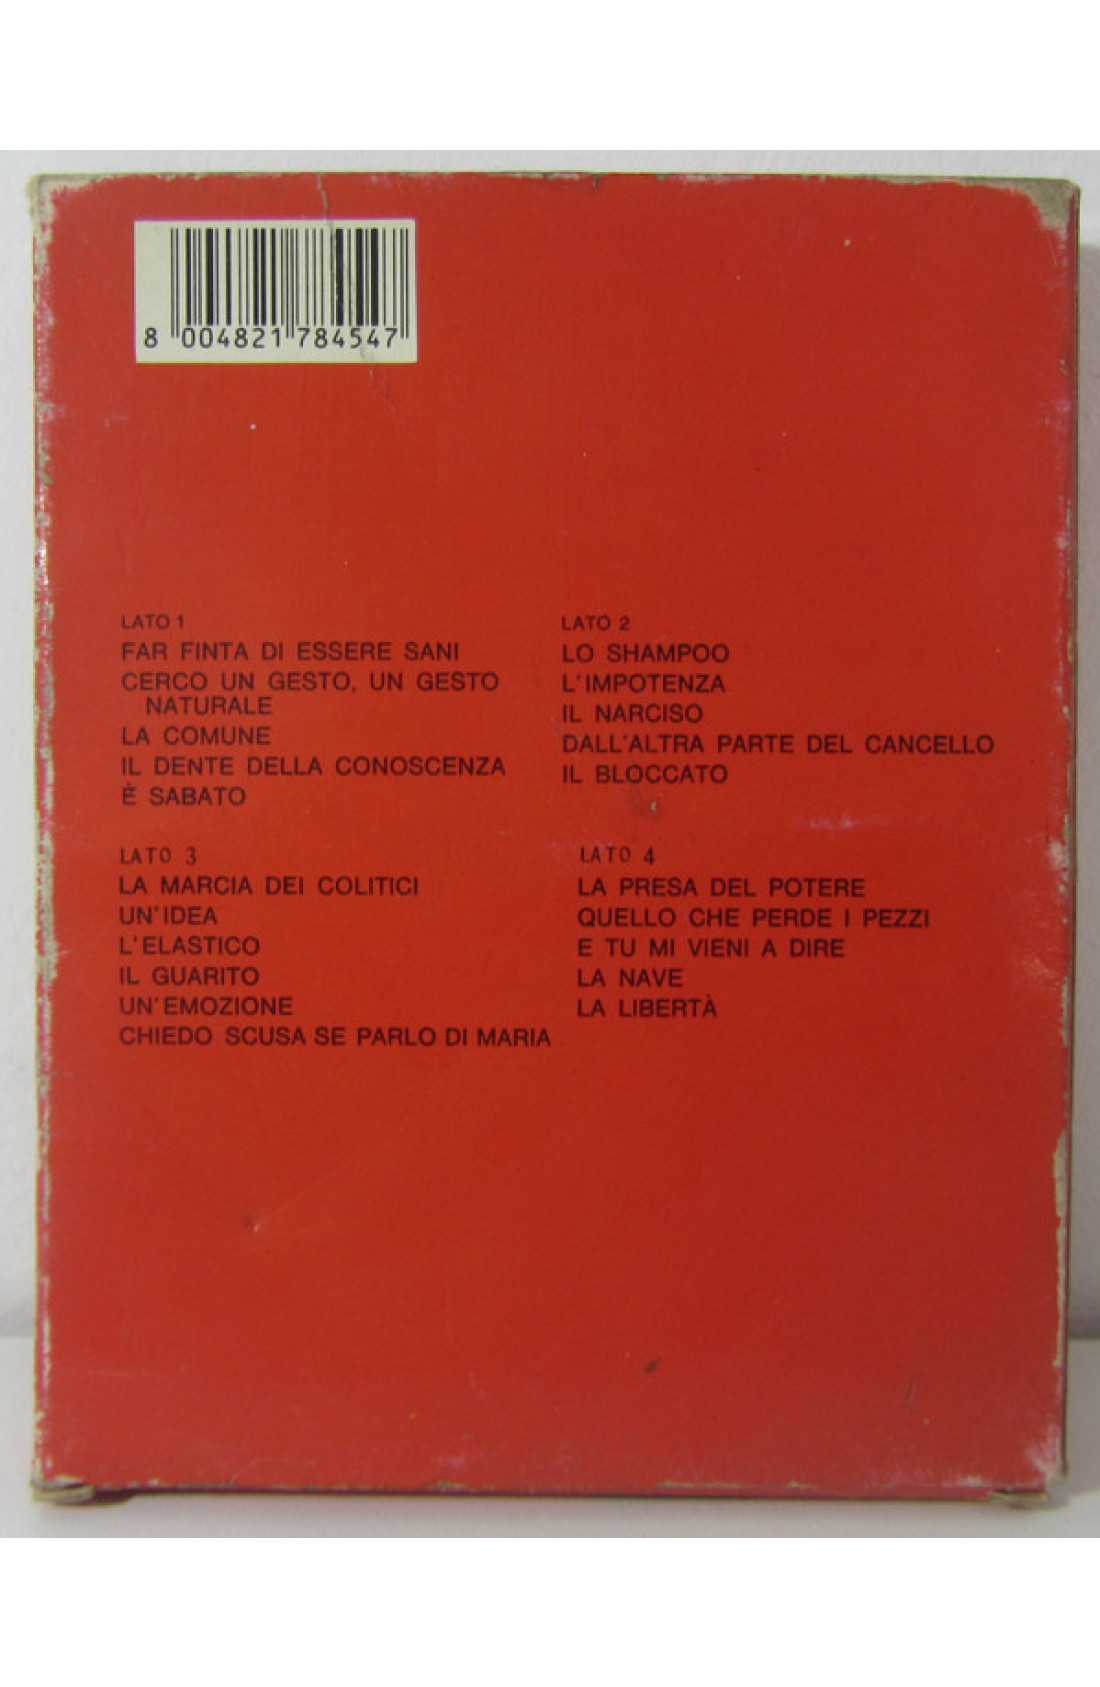 8 004821 784547
LATO 1
FAR FINTA DI ESSERE SANI
CERCO UN GESTO, UN GESTO
NATURALE
LA COMUNE
IL DENTE DELLA CONOSCENZA
È SABATO
LATO 2
LO SHAMPOO
L'IMPOTENZA
IL NARCISO
DALL'ALTRA PARTE DEL CANCELLO
IL BLOCCATO
LATO 3
LA MARCIA DEI COLITICI
UN'IDEA
L'ELASTICO
IL GUARITO
UN'EMOZIONE
CHIEDO SCUSA SE PARLO DI MARIA
LATO 4
LA PRESA DEL POTERE
QUELLO CHE PERDE I PEZZI
E TU MI VIENI A DIRE
LA NAVE
LA LIBERTÀ